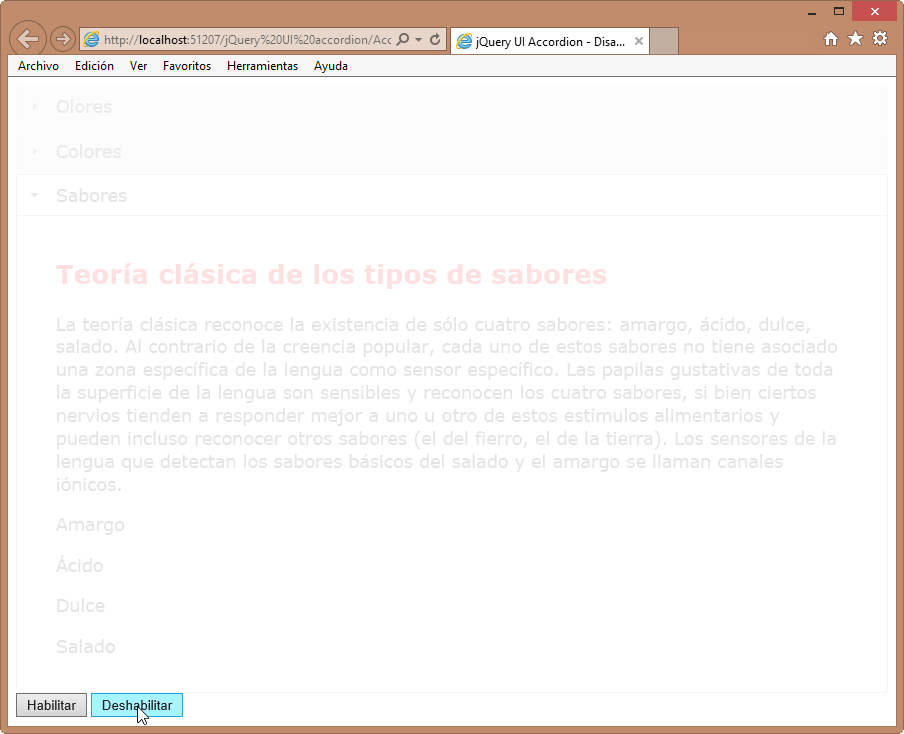 http://localhost:51207/jQuery%20UI%20accordion/Acc
jQuery UI Accordion - Disa...
Archivo Edición Ver Favoritos Herramientas Ayuda
Olores
Colores
Sabores
Teoría clásica de los tipos de sabores
La teoría clásica reconoce la existencia de sólo cuatro sabores: amargo, ácido, dulce,
salado. Al contrario de la creencia popular, cada uno de estos sabores no tiene asociado
una zona específica de la lengua como sensor específico. Las papilas gustativas de toda
la superficie de la lengua son sensibles y reconocen los cuatro sabores, si bien ciertos
nervios tienden a responder mejor a uno u otro de estos estímulos alimentarios y
pueden incluso reconocer otros sabores (el del fierro, el de la tierra). Los sensores de la
lengua que detectan los sabores básicos del salado y el amargo se llaman canales
iónicos.
Amargo
Ácido
Dulce
Salado
Habilitar Deshabilitar